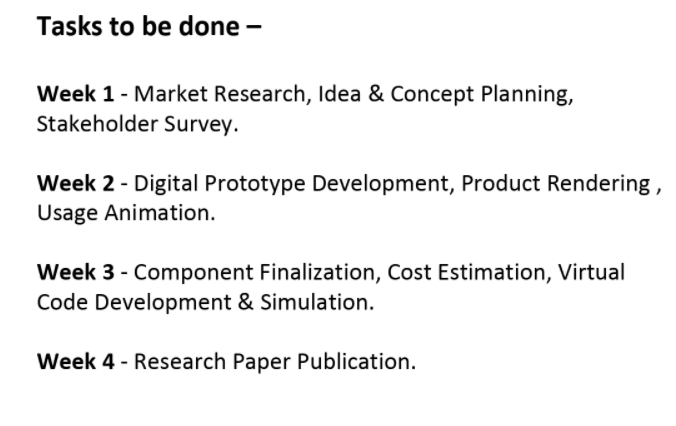 Tasks to be done –
Week 1 - Market Research, Idea & Concept Planning,
Stakeholder Survey.
Week 2 - Digital Prototype Development, Product Rendering ,
Usage Animation.
Week 3 - Component Finalization, Cost Estimation, Virtual
Code Development & Simulation.
Week 4 - Research Paper Publication.